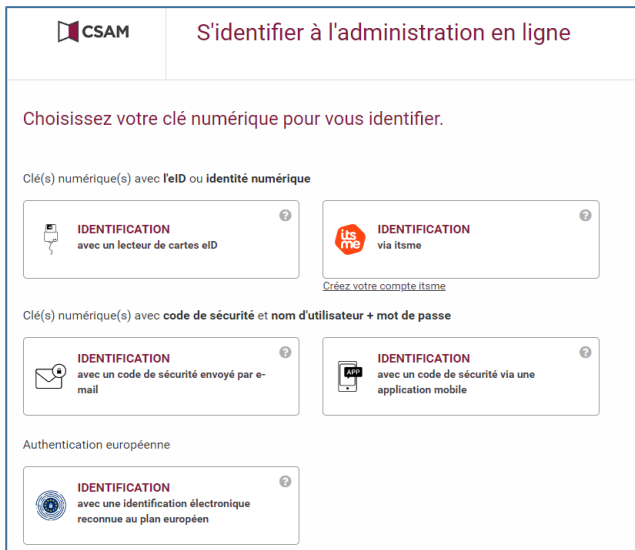 CSAM
S'identifier à l'administration en ligne
Choisissez votre clé numérique pour vous identifier.
Clé(s) numérique(s) avec l'eID ou identité numérique
IDENTIFICATION
avec un lecteur de cartes eID
?
its
me
IDENTIFICATION
via itsme
?
Créez votre compte itsme
Clé(s) numérique(s) avec code de sécurité et nom d'utilisateur + mot de passe
IDENTIFICATION
avec un code de sécurité envoyé par e-
mail
?
APP
IDENTIFICATION
avec un code de sécurité via une
application mobile
?
Authentication européenne
IDENTIFICATION
avec une identification électronique
reconnue au plan européen
?